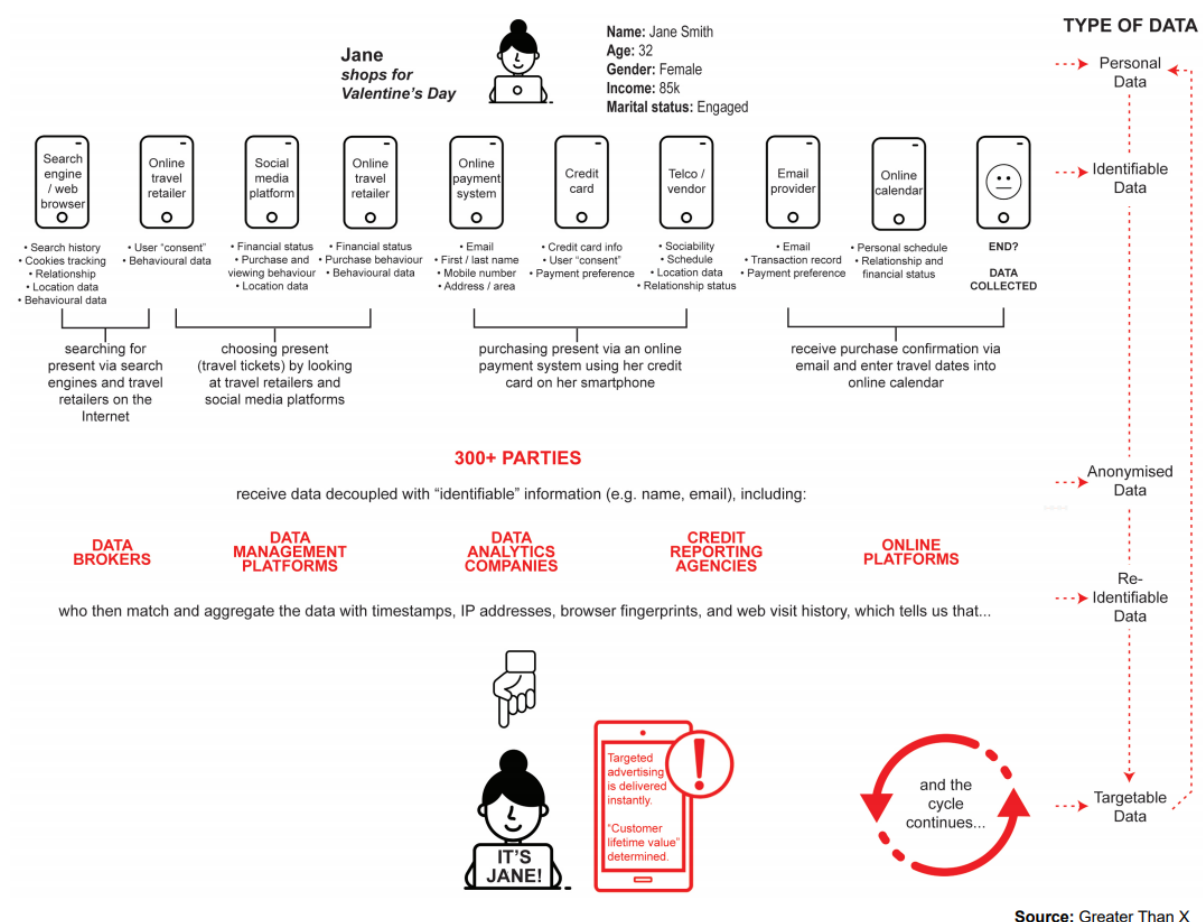 Jane
shops for
Valentine's Day
Name: Jane Smith
Age: 32
Gender: Female
Income: 85k
Marital status: Engaged
TYPE OF DATA
Personal
Data
Search
engine
/ web
browser
• Search history
• Cookies tracking
• Relationship
• Location data
• Behavioural data
Online
travel
retailer
• User “consent”
• Behavioural data
Social
media
platform
• Financial status
• Purchase and
viewing behaviour
• Location data
Online
travel
retailer
• Financial status
• Purchase behaviour
• Behavioural data
Online
payment
system
• Email
• First / last name
• Mobile number
• Address / area
Credit
card
• Credit card info
• User “consent”
• Payment preference
Telco /
vendor
• Sociability
• Schedule
• Location data
• Relationship status
Email
provider
• Email
• Transaction record
• Payment preference
Online
calendar
• Personal schedule
• Relationship and
financial status
END?
DATA
COLLECTED
Identifiable
Data
searching for
present via search
engines and travel
retailers on the
Internet
choosing present
(travel tickets) by looking
at travel retailers and
social media platforms
purchasing present via an online
payment system using her credit
card on her smartphone
receive purchase confirmation via
email and enter travel dates into
online calendar
300+ PARTIES
receive data decoupled with “identifiable” information (e.g. name, email), including:
Anonymised
Data
DATA
BROKERS
DATA
MANAGEMENT
PLATFORMS
DATA
ANALYTICS
COMPANIES
CREDIT
REPORTING
AGENCIES
ONLINE
PLATFORMS
who then match and aggregate the data with timestamps, IP addresses, browser fingerprints, and web visit history, which tells us that...
Re-
Identifiable
Data
IT'S
JANE!
Targeted
advertising
is delivered
instantly.
“Customer
lifetime value”
determined.
and the
cycle
continues...
Targetable
Data
Source: Greater Than X